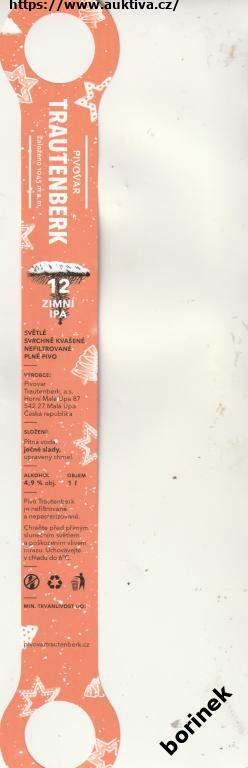 https://www.auktiva.cz/
PIVOVAR
TRAUTENBERK
Založeno 1045 m n.m.
12
ZIMNÍ
IPA
SVĚTLÉ
SVRCHNĚ KVAŠENÉ
NEFILTROVANÉ
PLNÉ PIVO
VÝROBCE:
Pivovar
Trautenberk, a.s.
Horní Malá Úpa 87
542 27 Malá Úpa
Česká republika
SLOŽENÍ:
Pitná voda,
ječné slady,
upravený chmel.
ALKOHOL OBJEM
4,9 % obj. 1 l
Pivo Trautenberk
je nefiltrované
a nepasterizované.
Chraňte před přímým
slunečním světlem
a poškozením vlivem
mrazu. Uchovávejte
v chladu do 6°C.
MIN. TRVANLIVOST DO:
pivovartrautenberk.cz
borinek